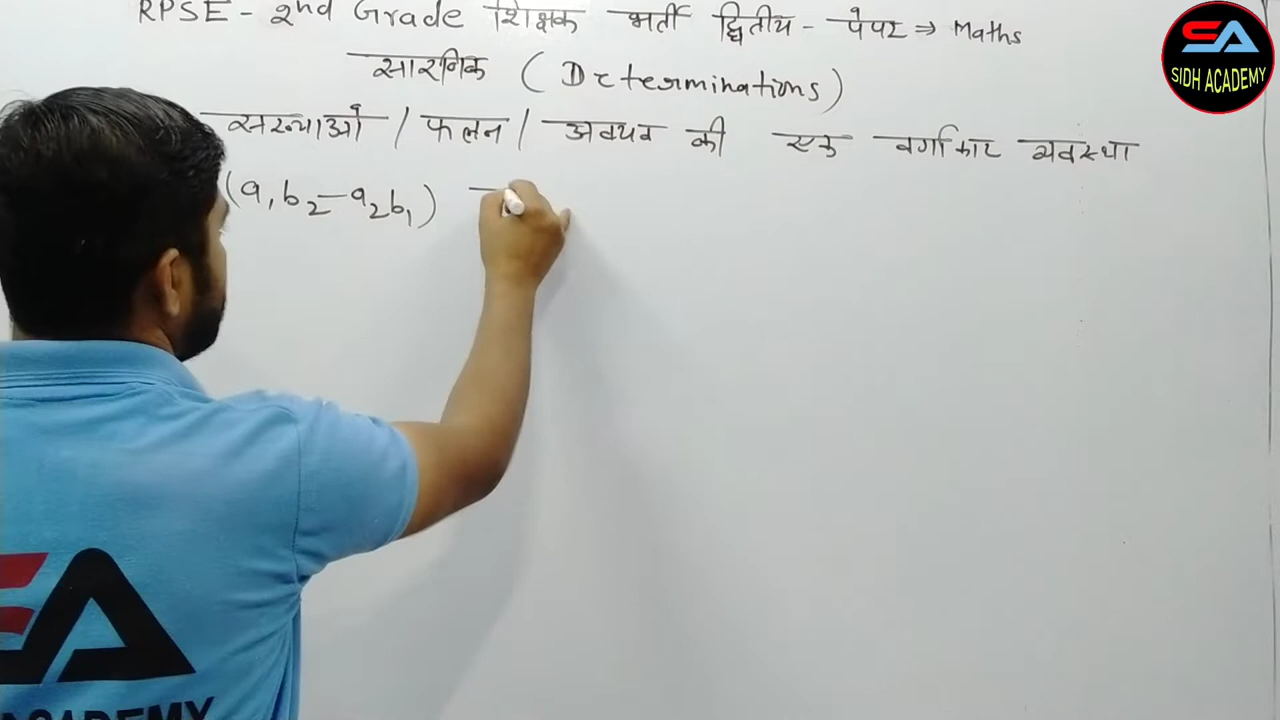 RPSE - 2nd Grade शिक्षक भर्ती द्वितीय - पेपर ⇒ Maths
सारणिक ( Determinations )
संख्याओं / फलन / अवयव की एक वर्गाकार व्यवस्था
(a1b2 - a2b1)
SA
SIDH ACADEMY
ACADEMY